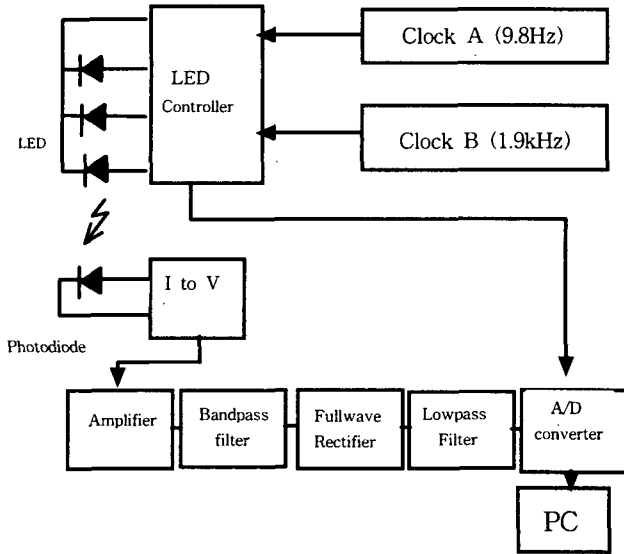 Clock A (9.8Hz)
LED
Controller
Clock B (1.9kHz)
LED
I to V
Photodiode
Amplifier
Bandpass
filter
Fullwave
Rectifier
Lowpass
Filter
A/D
converter
PC